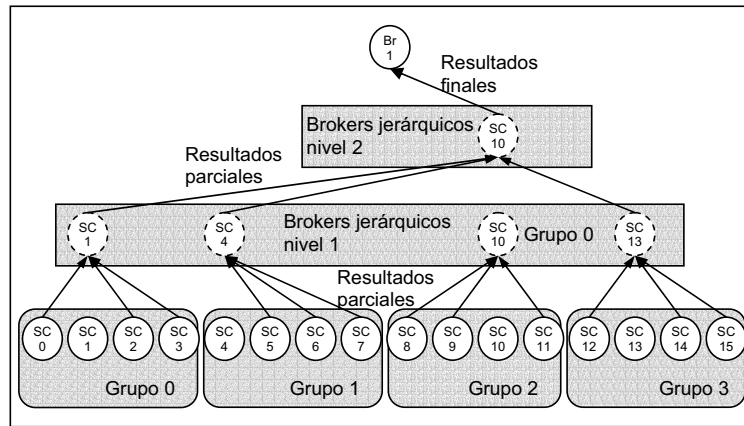 Br
1
Resultados
finales
Brokers jerárquicos
nivel 2
SC
10
Resultados
parciales
SC
1
SC
4
Brokers jerárquicos
nivel 1
SC
10
Grupo 0
SC
13
Resultados
parciales
SC
0
SC
1
SC
2
SC
3
SC
4
SC
5
SC
6
SC
7
SC
8
SC
9
SC
10
SC
11
SC
12
SC
13
SC
14
SC
15
Grupo 0
Grupo 1
Grupo 2
Grupo 3